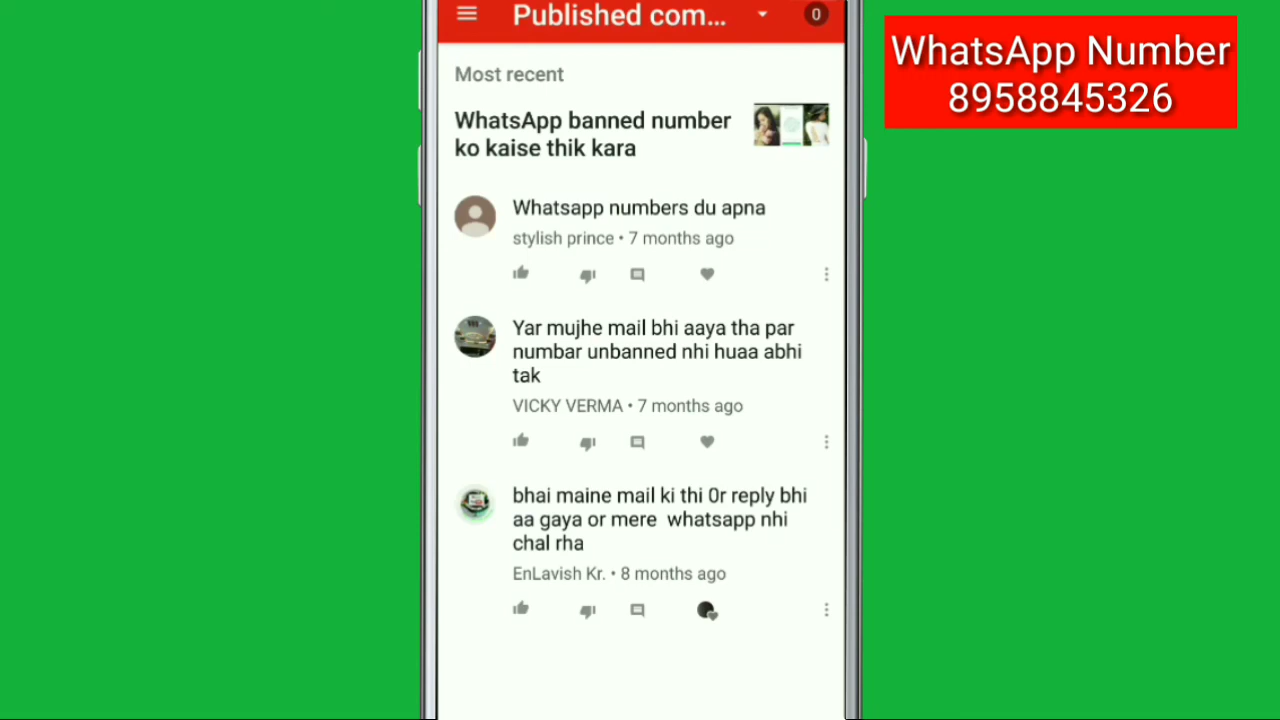 Published com...
0
WhatsApp Number
8958845326
Most recent
WhatsApp banned number
ko kaise thik kara
Whatsapp numbers du apna
stylish prince • 7 months ago
Yar mujhe mail bhi aaya tha par
numbar unbanned nhi huaa abhi
tak
VICKY VERMA • 7 months ago
bhai maine mail ki thi 0r reply bhi
aa gaya or mere whatsapp nhi
chal rha
EnLavish Kr. • 8 months ago